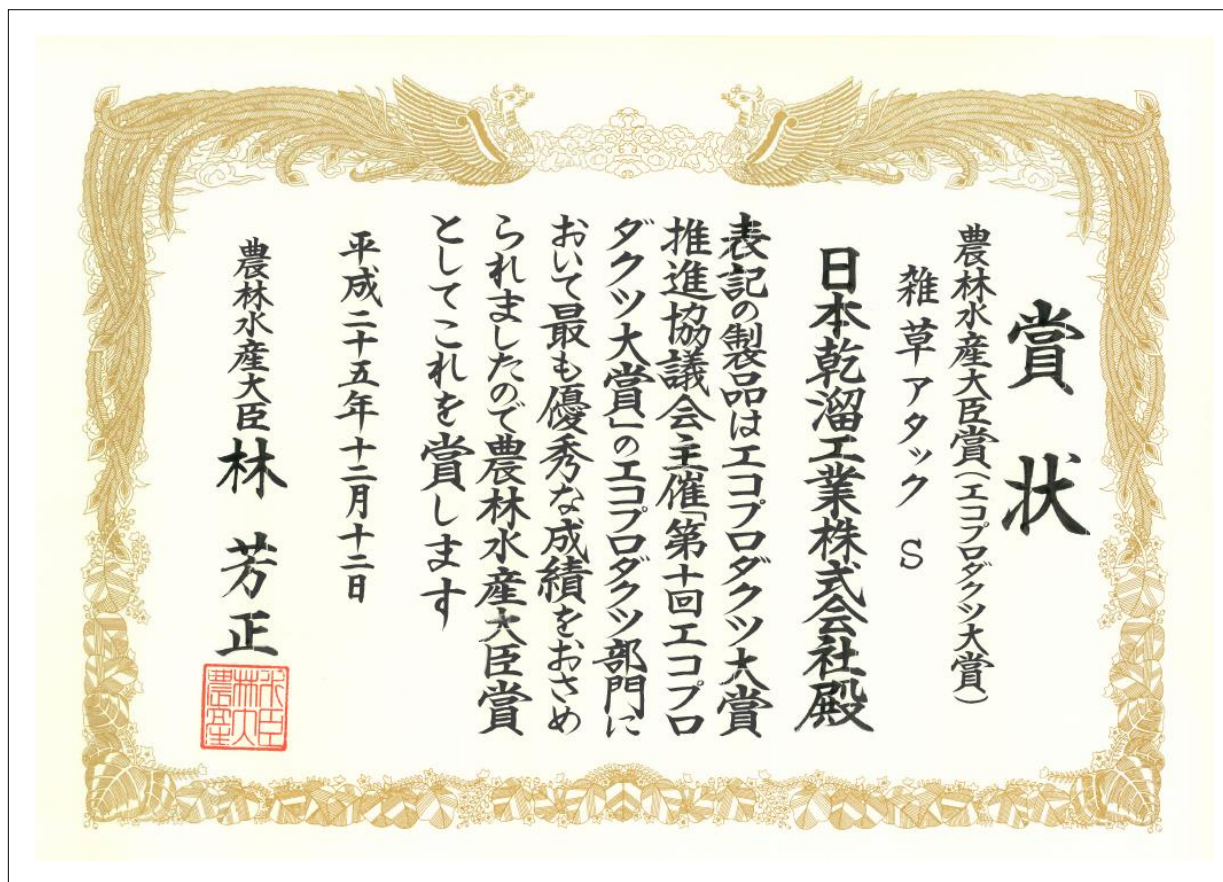 賞状
農林水産大臣賞(エコプロダクツ大賞)
雑草アタックS
日本乾溜工業株式会社殿
表記の製品はエコプロダクツ大賞
推進協議会主催「第十回エコプロ
ダクツ大賞」のエコプロダクツ部門に
おいて最も優秀な成績をおさめ
られましたので農林水産大臣賞
としてこれを賞します
平成二十五年十二月十二日
農林水産大臣 林芳正